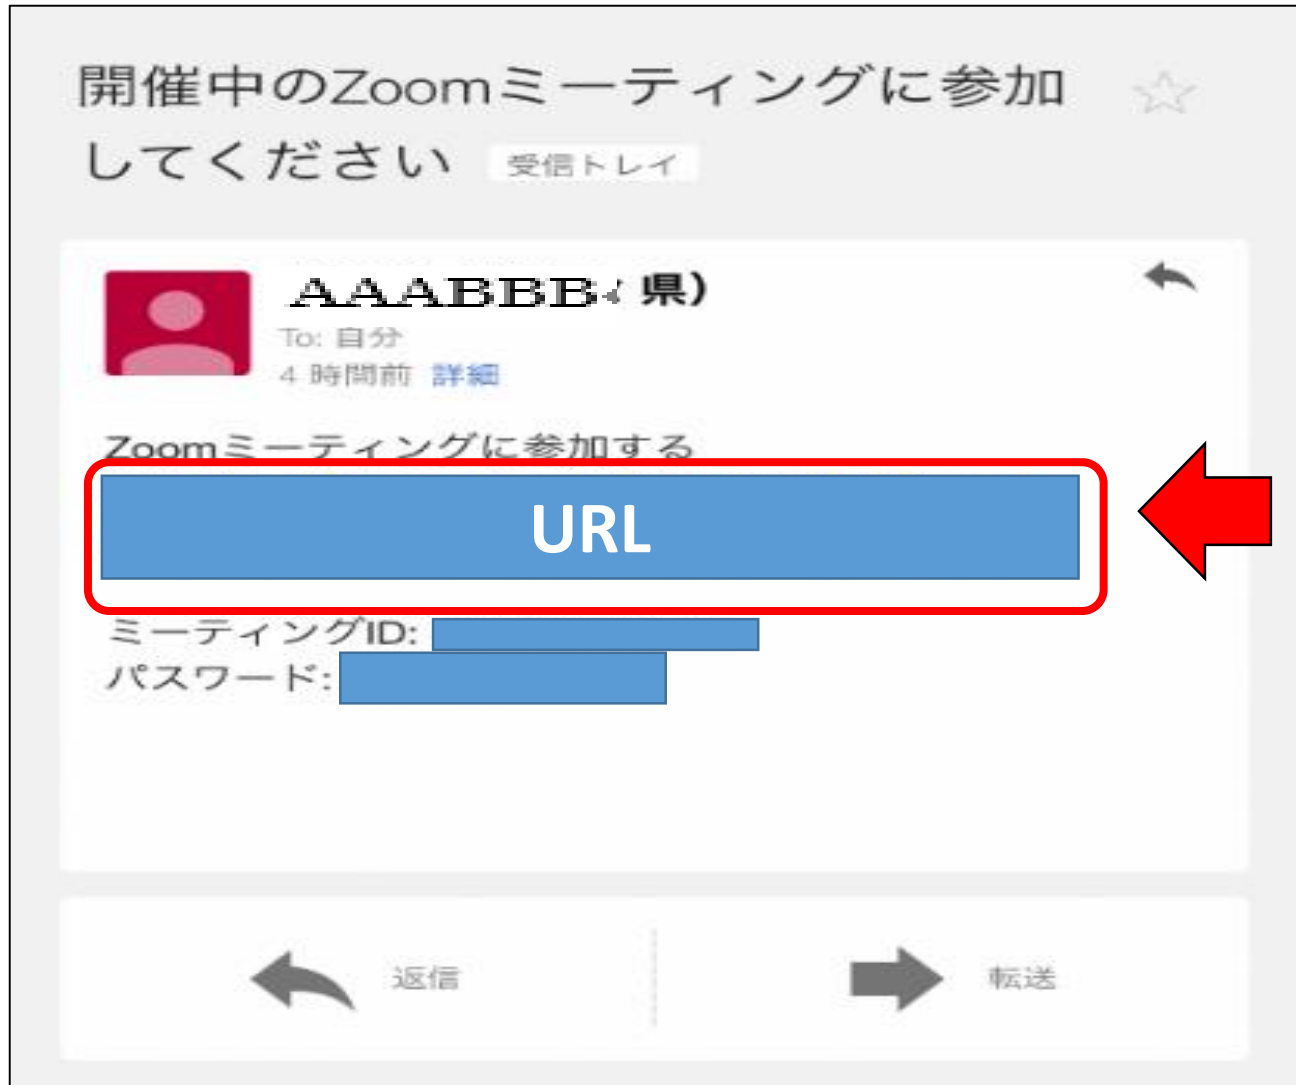 開催中のZoomミーティングに参加
してください 受信トレイ
AAABBB 県)
To: 自分
4 時間前 詳細
Zoomミーティングに参加する
URL
ミーティングID:
パスワード:
返信 転送